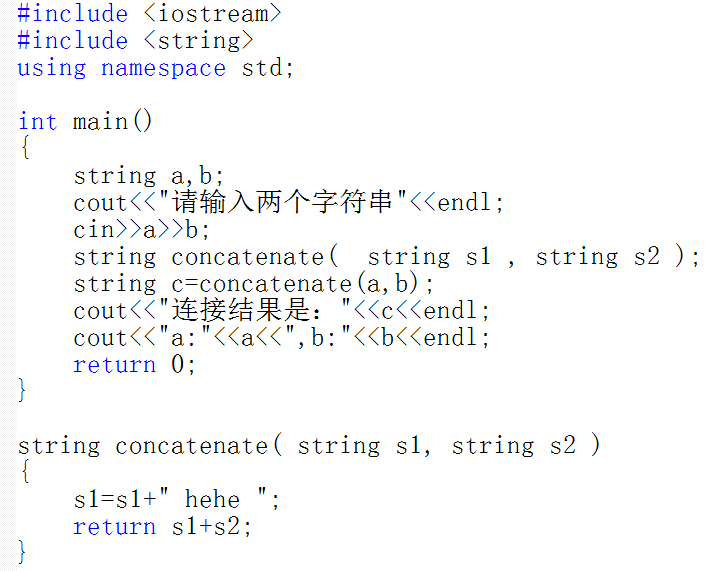 #include <iostream>
#include <string>
using namespace std;
int main()
{
string a,b;
cout<<"请输入两个字符串"<<endl;
cin>>a>>b;
string concatenate(  string s1 , string s2 );
string c=concatenate(a,b);
cout<<"连接结果是："<<c<<endl;
cout<<"a:"<<a<<",b:"<<b<<endl;
return 0;
}
string concatenate( string s1, string s2 )
{
s1=s1+" hehe ";
return s1+s2;
}